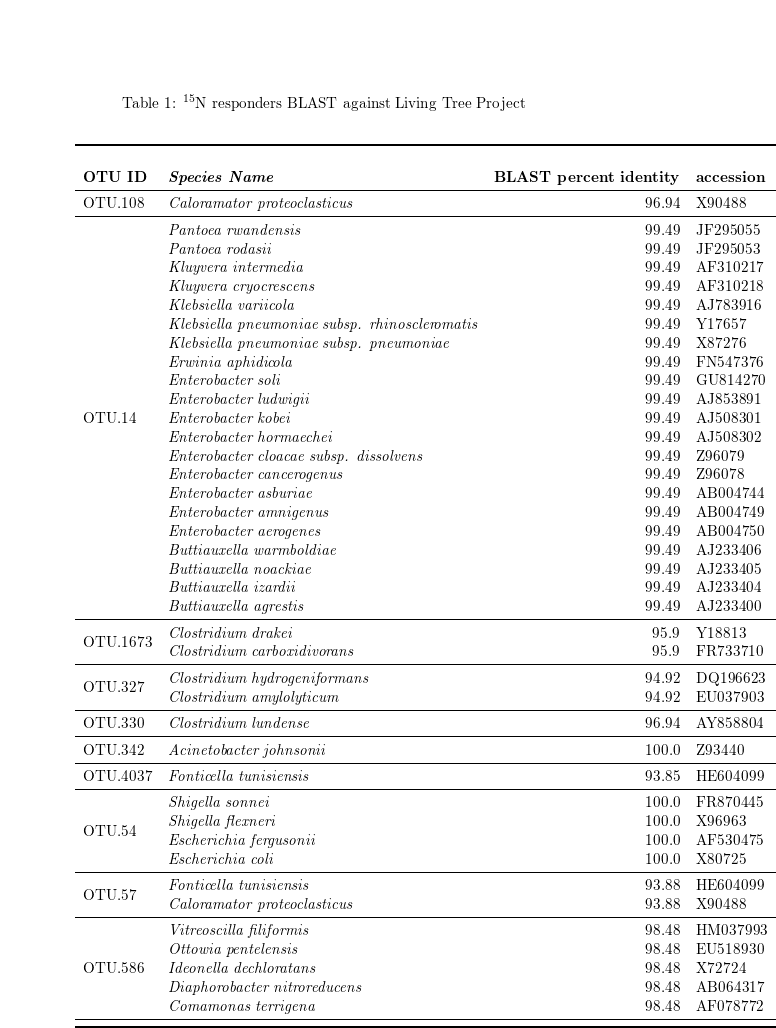 Table 1: ¹⁵N responders BLAST against Living Tree Project
OTU ID Species Name BLAST percent identity accession
OTU.108 Caloramator proteoclasticus 96.94 X90488
Pantoea rwandensis 99.49 JF295055
Pantoea rodasii 99.49 JF295053
Kluyvera intermedia 99.49 AF310217
Kluyvera cryocrescens 99.49 AF310218
Klebsiella variicola 99.49 AJ783916
Klebsiella pneumoniae subsp. rhinoscleromatis 99.49 Y17657
Klebsiella pneumoniae subsp. pneumoniae 99.49 X87276
Erwinia aphidicola 99.49 FN547376
Enterobacter soli 99.49 GU814270
Enterobacter ludwigii 99.49 AJ853891
OTU.14 Enterobacter kobei 99.49 AJ508301
Enterobacter hormaechei 99.49 AJ508302
Enterobacter cloacae subsp. dissolvens 99.49 Z96079
Enterobacter cancerogenus 99.49 Z96078
Enterobacter asburiae 99.49 AB004744
Enterobacter amnigenus 99.49 AB004749
Enterobacter aerogenes 99.49 AB004750
Buttiauxella warmboldiae 99.49 AJ233406
Buttiauxella noackiae 99.49 AJ233405
Buttiauxella izardii 99.49 AJ233404
Buttiauxella agrestis 99.49 AJ233400
OTU.1673 Clostridium drakei 95.9 Y18813
Clostridium carboxidivorans 95.9 FR733710
OTU.327 Clostridium hydrogeniformans 94.92 DQ196623
Clostridium amylolyticum 94.92 EU037903
OTU.330 Clostridium lundense 96.94 AY858804
OTU.342 Acinetobacter johnsonii 100.0 Z93440
OTU.4037 Fonticella tunisiensis 93.85 HE604099
OTU.54 Shigella sonnei 100.0 FR870445
Shigella flexneri 100.0 X96963
Escherichia fergusonii 100.0 AF530475
Escherichia coli 100.0 X80725
OTU.57 Fonticella tunisiensis 93.88 HE604099
Caloramator proteoclasticus 93.88 X90488
Vitreoscilla filiformis 98.48 HM037993
Ottowia pentelensis 98.48 EU518930
OTU.586 Ideonella dechloratans 98.48 X72724
Diaphorobacter nitroreducens 98.48 AB064317
Comamonas terrigena 98.48 AF078772